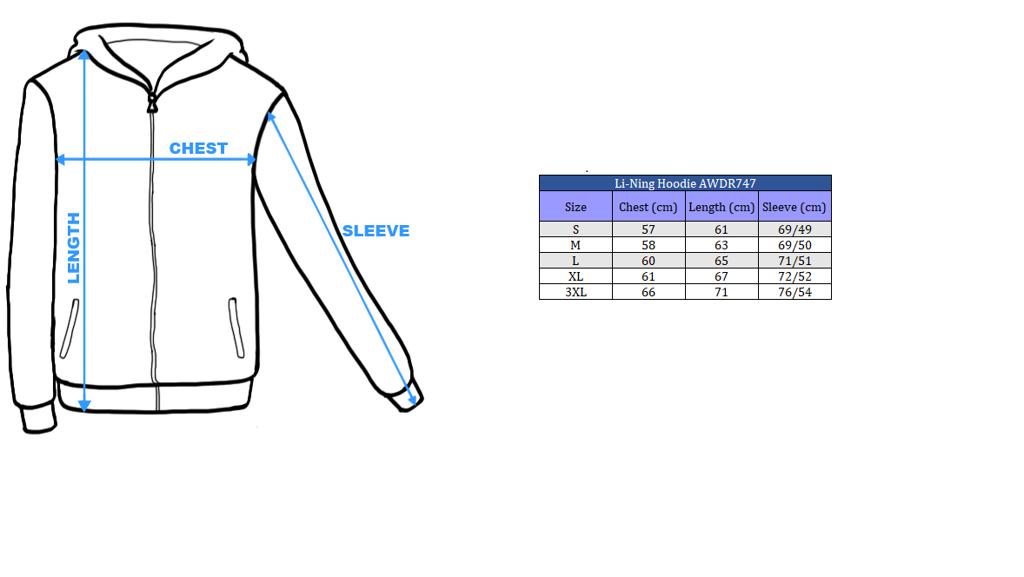 CHEST
LENGTH
SLEEVE
Li-Ning Hoodie AWDR747
Size Chest (cm) Length (cm) Sleeve (cm)
S 57 61 69/49
M 58 63 69/50
L 60 65 71/51
XL 61 67 72/52
3XL 66 71 76/54